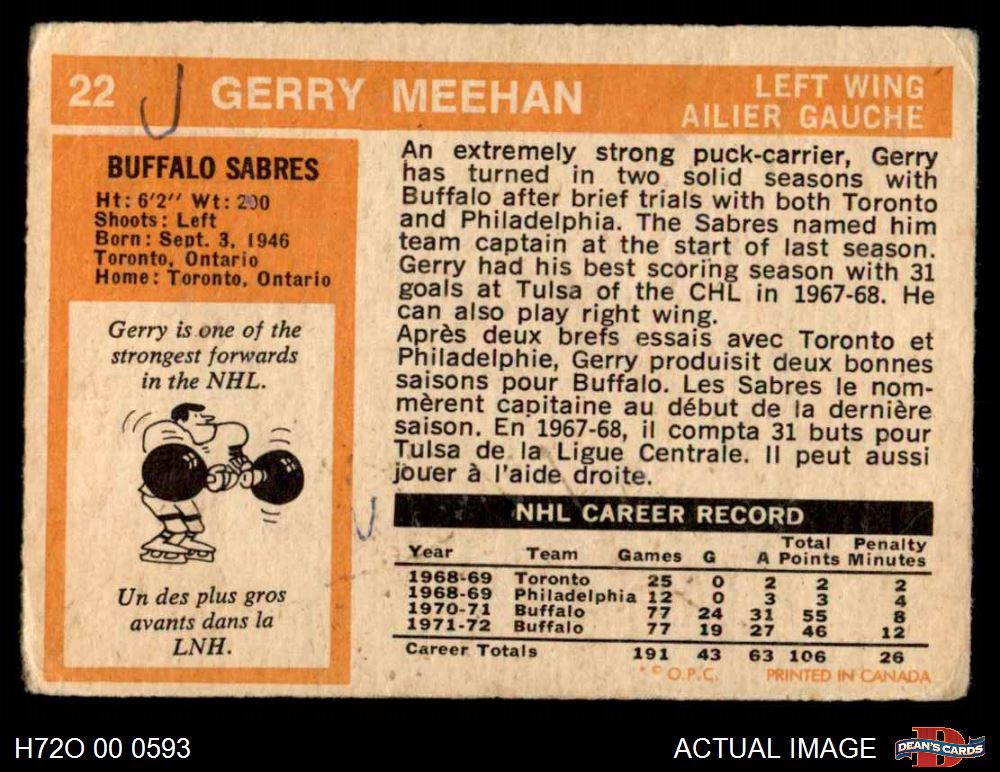 22 GERRY MEEHAN LEFT WING
AILIER GAUCHE
BUFFALO SABRES
Ht: 6'2'' Wt: 200
Shoots: Left
Born: Sept. 3, 1946
Toronto, Ontario
Home: Toronto, Ontario
Gerry is one of the
strongest forwards
in the NHL.
Un des plus gros
avants dans la
LNH.
An extremely strong puck-carrier, Gerry
has turned in two solid seasons with
Buffalo after brief trials with both Toronto
and Philadelphia. The Sabres named him
team captain at the start of last season.
Gerry had his best scoring season with 31
goals at Tulsa of the CHL in 1967-68. He
can also play right wing.
Après deux brefs essais avec Toronto et
Philadelphie, Gerry produisit deux bonnes
saisons pour Buffalo. Les Sabres le nom-
mèrent capitaine au début de la dernière
saison. En 1967-68, il compta 31 buts pour
Tulsa de la Ligue Centrale. Il peut aussi
jouer à l'aide droite.
NHL CAREER RECORD
Total Penalty
Year Team Games G A Points Minutes
1968-69 Toronto 25 0 2 2 2
1968-69 Philadelphia 12 0 3 3 4
1970-71 Buffalo 77 24 31 55 8
1971-72 Buffalo 77 19 27 46 12
Career Totals 191 43 63 106 26
* © O.P.C. PRINTED IN CANADA
H72O 00 0593 ACTUAL IMAGE DEAN'S CARDS